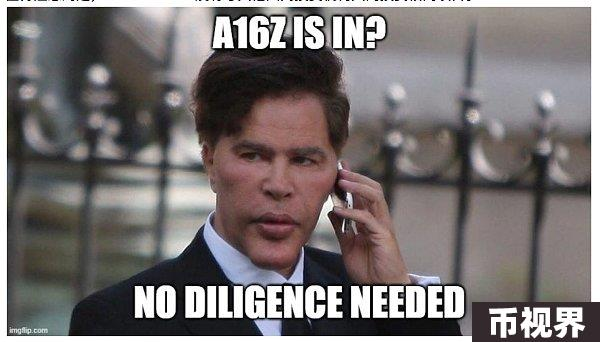 A16Z IS IN?
NO DILIGENCE NEEDED
imgflip.com
币视界